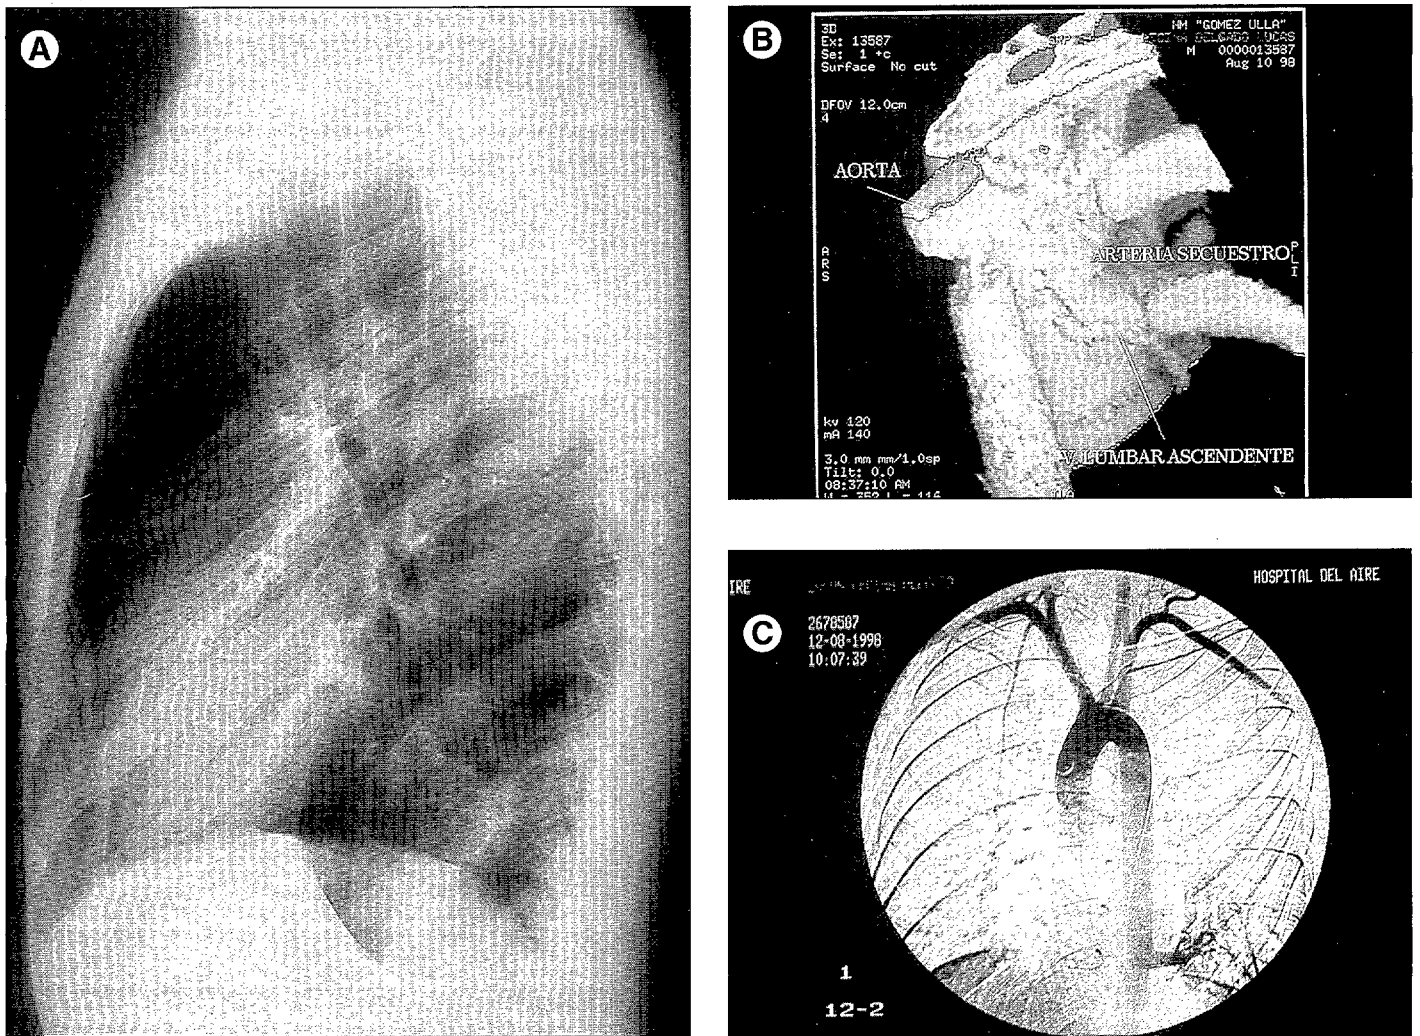 A
B
3D
Ex: 13587
Se: 1 +c
Surface No cut
HM "GOMEZ ULLA"
DELGADO LUCAS
M 0000013587
Aug 10 98
DFOV 12.0cm
4
AORTA
A
R
S
ARTERIA SECUESTRO
P
L
I
kv 120
mA 140
V. LUMBAR ASCENDENTE
3.0 mm mm/1.0sp
Tilt: 0.0
08:37:10 AM
C
IRE
HOSPITAL DEL AIRE
2678587
12-08-1998
10:07:39
1
12-2